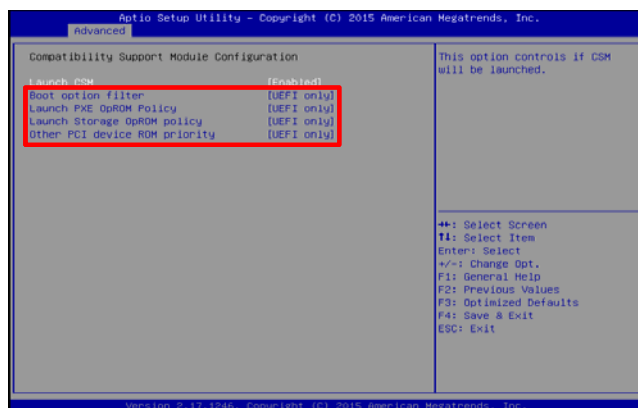 Aptio Setup Utility - Copyright (C) 2015 American Megatrends, Inc.
Advanced
Compatibility Support Module Configuration
Launch CSM [Enabled]
Boot option filter [UEFI only]
Launch PXE OpROM Policy [UEFI only]
Launch Storage OpROM policy [UEFI only]
Other PCI device ROM priority [UEFI only]
This option controls if CSM
will be launched.
→←: Select Screen
↑↓: Select Item
Enter: Select
+/-: Change Opt.
F1: General Help
F2: Previous Values
F3: Optimized Defaults
F4: Save & Exit
ESC: Exit
Version 2.17.1246. Copyright (C) 2015 American Megatrends, Inc.